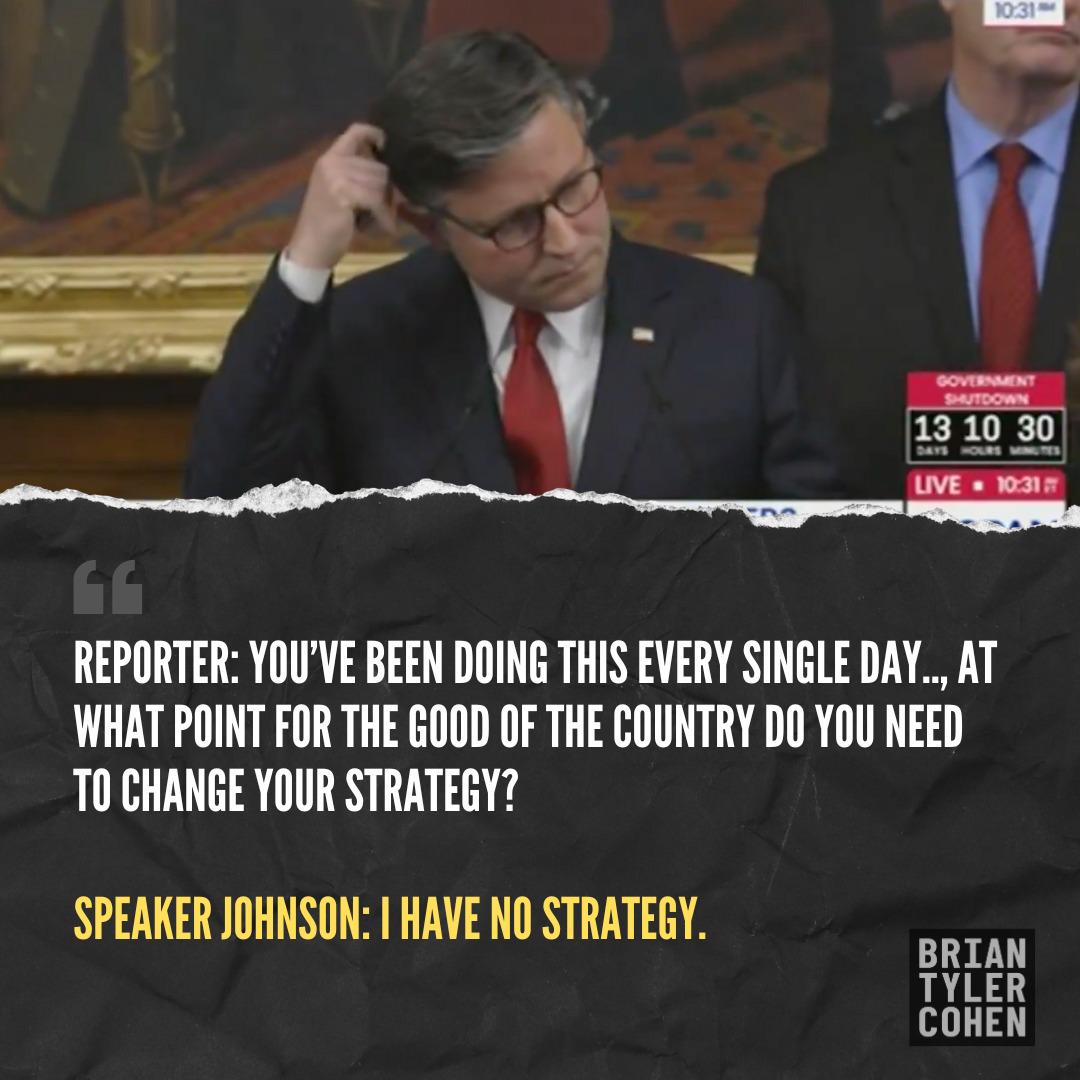 10:31 AM
GOVERNMENT
SHUTDOWN
13 10 30
DAYS HOURS MINUTES
LIVE ▪ 10:31
“
REPORTER: YOU’VE BEEN DOING THIS EVERY SINGLE DAY.., AT
WHAT POINT FOR THE GOOD OF THE COUNTRY DO YOU NEED
TO CHANGE YOUR STRATEGY?
SPEAKER JOHNSON: I HAVE NO STRATEGY.
BRIAN
TYLER
COHEN